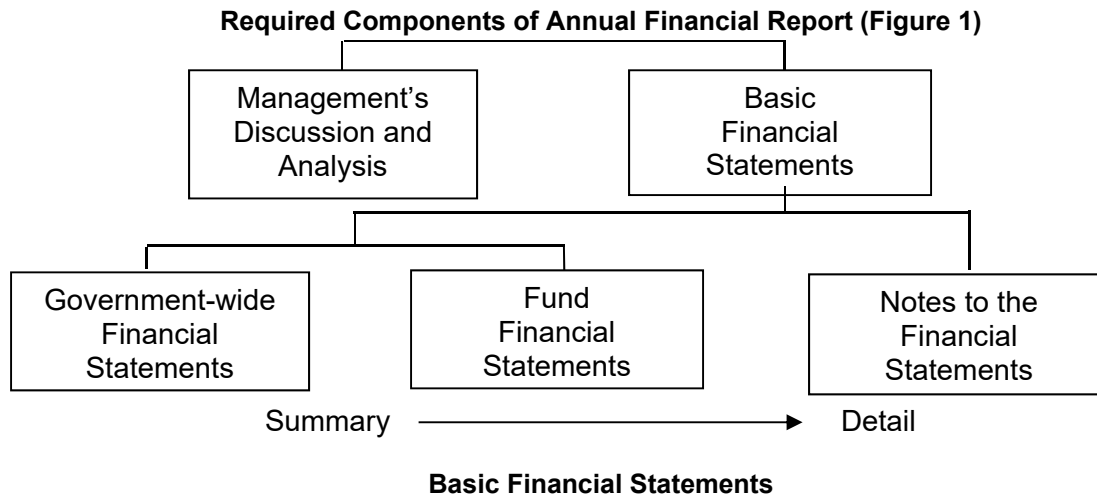 Required Components of Annual Financial Report (Figure 1)
Management’s
Discussion and
Analysis
Basic
Financial
Statements
Government-wide
Financial
Statements
Fund
Financial
Statements
Notes to the
Financial
Statements
Summary
Detail
Basic Financial Statements